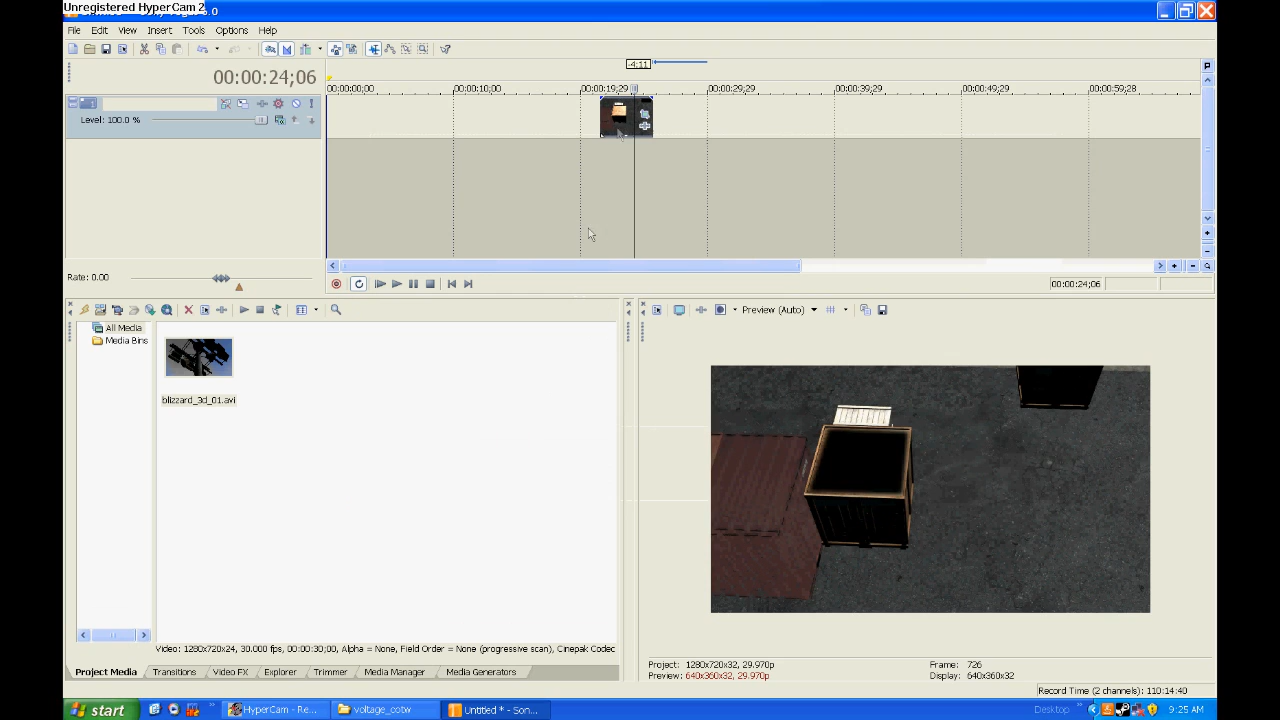 Unregistered HyperCam 2
File Edit View Insert Tools Options Help
-4:11
00:00:24;06
00:00:00;00 00:00:10;00 00:00:19;29 00:00:29;29 00:00:39;29 00:00:49;29 00:00:59;28
Level: 100.0 %
Rate: 0.00
00:00:24;06
All Media
Media Bins
Preview (Auto)
blizzard_3d_01.avi
Video: 1280x720x24, 30.000 fps, 00:00:30;00, Alpha = None, Field Order = None (progressive scan), Cinepak Codec
Project: 1280x720x32, 29.970p
Frame: 726
Preview: 640x360x32, 29.970p
Display: 640x360x32
Project Media Transitions Video FX Explorer Trimmer Media Manager Media Generators
Record Time (2 channels): 110:14:40
start
HyperCam - Re...
voltage_cotw
Untitled * - Son...
Desktop
9:25 AM